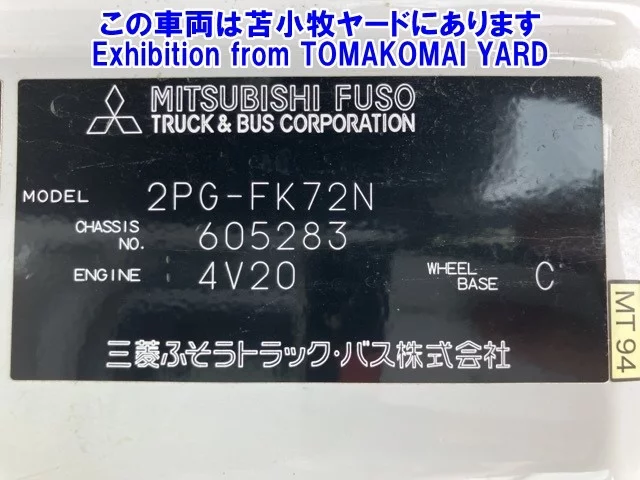 この車両は苫小牧ヤードにあります
Exhibition from TOMAKOMAI YARD
MITSUBISHI FUSO
TRUCK & BUS CORPORATION
MODEL 2PG-FK72N
CHASSIS NO. 605283
ENGINE 4V20 WHEEL BASE C
MT 94
三菱ふそうトラック・バス株式会社